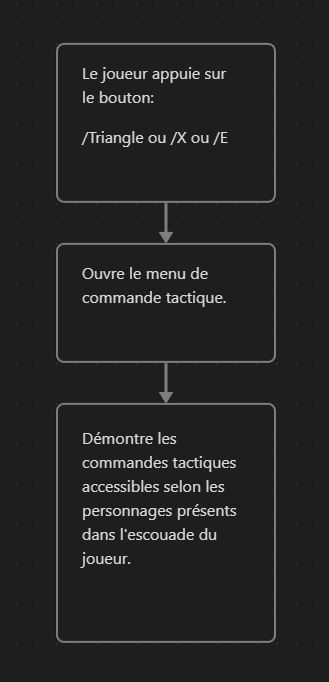 Le joueur appuie sur
le bouton:
/Triangle ou /X ou /E
Ouvre le menu de
commande tactique.
Démontre les
commandes tactiques
accessibles selon les
personnages présents
dans l'escouade du
joueur.